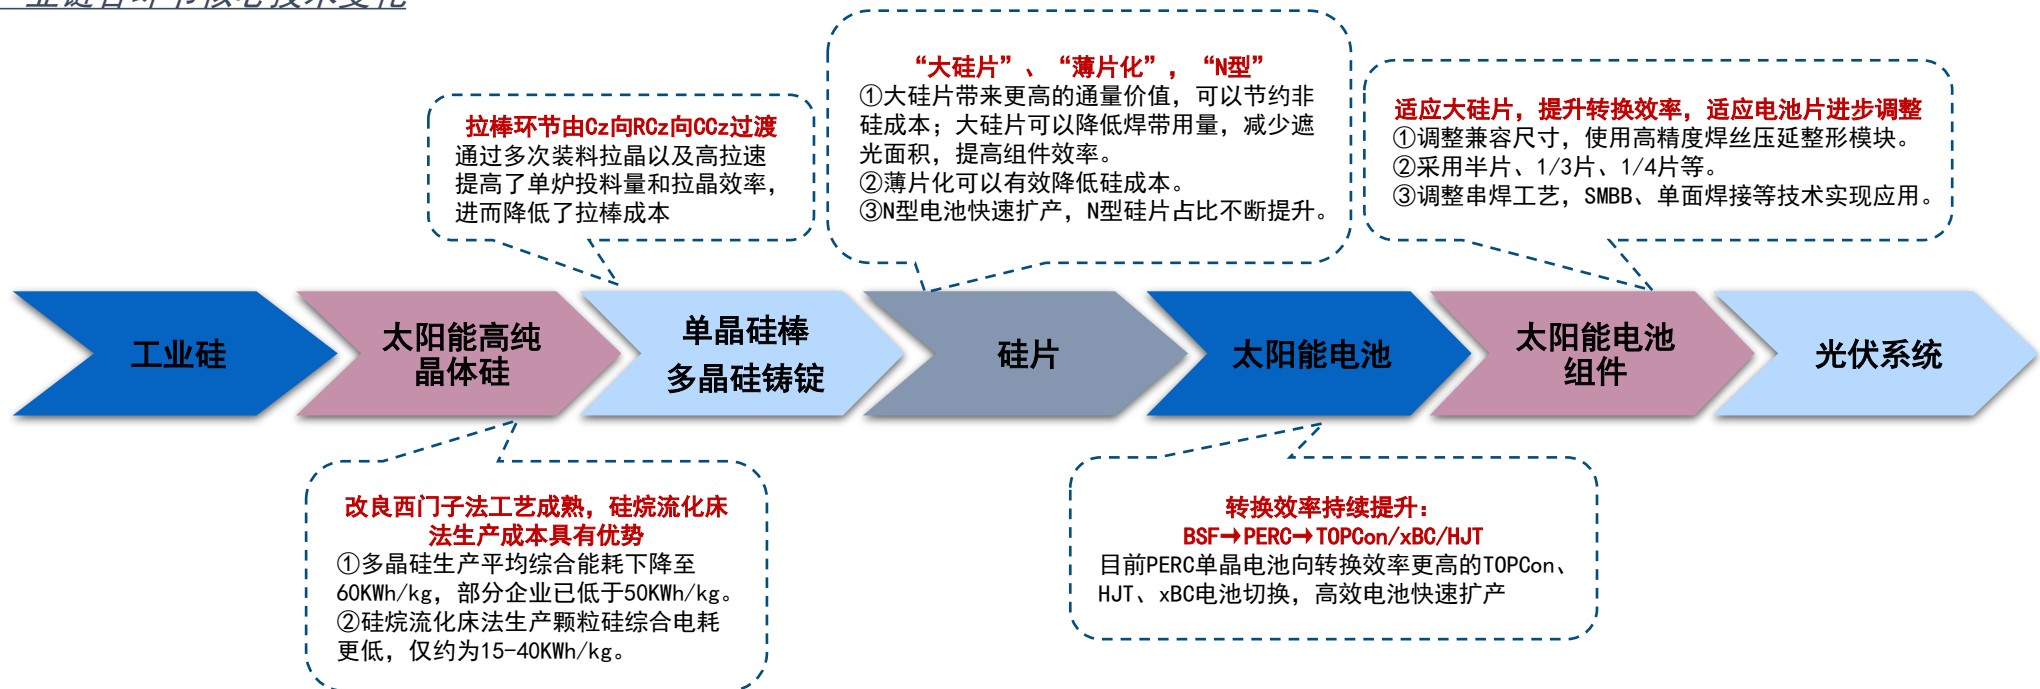 业链各环节核心技术变化
“大硅片”、“薄片化”，“N型”
①大硅片带来更高的通量价值，可以节约非
硅成本；大硅片可以降低焊带用量，减少遮
光面积，提高组件效率。
②薄片化可以有效降低硅成本。
③N型电池快速扩产，N型硅片占比不断提升。
拉棒环节由Cz向RCz向CCz过渡
通过多次装料拉晶以及高拉速
提高了单炉投料量和拉晶效率，
进而降低了拉棒成本
适应大硅片，提升转换效率，适应电池片进步调整
①调整兼容尺寸，使用高精度焊丝压延整形模块。
②采用半片、1/3片、1/4片等。
③调整串焊工艺，SMBB、单面焊接等技术实现应用。
工业硅
太阳能高纯
晶体硅
单晶硅棒
多晶硅铸锭
硅片
太阳能电池
太阳能电池
组件
光伏系统
改良西门子法工艺成熟，硅烷流化床
法生产成本具有优势
①多晶硅生产平均综合能耗下降至
60KWh/kg，部分企业已低于50KWh/kg。
②硅烷流化床法生产颗粒硅综合电耗
更低，仅约为15-40KWh/kg。
转换效率持续提升：
BSF→PERC→TOPCon/xBC/HJT
目前PERC单晶电池向转换效率更高的TOPCon、
HJT、xBC电池切换，高效电池快速扩产